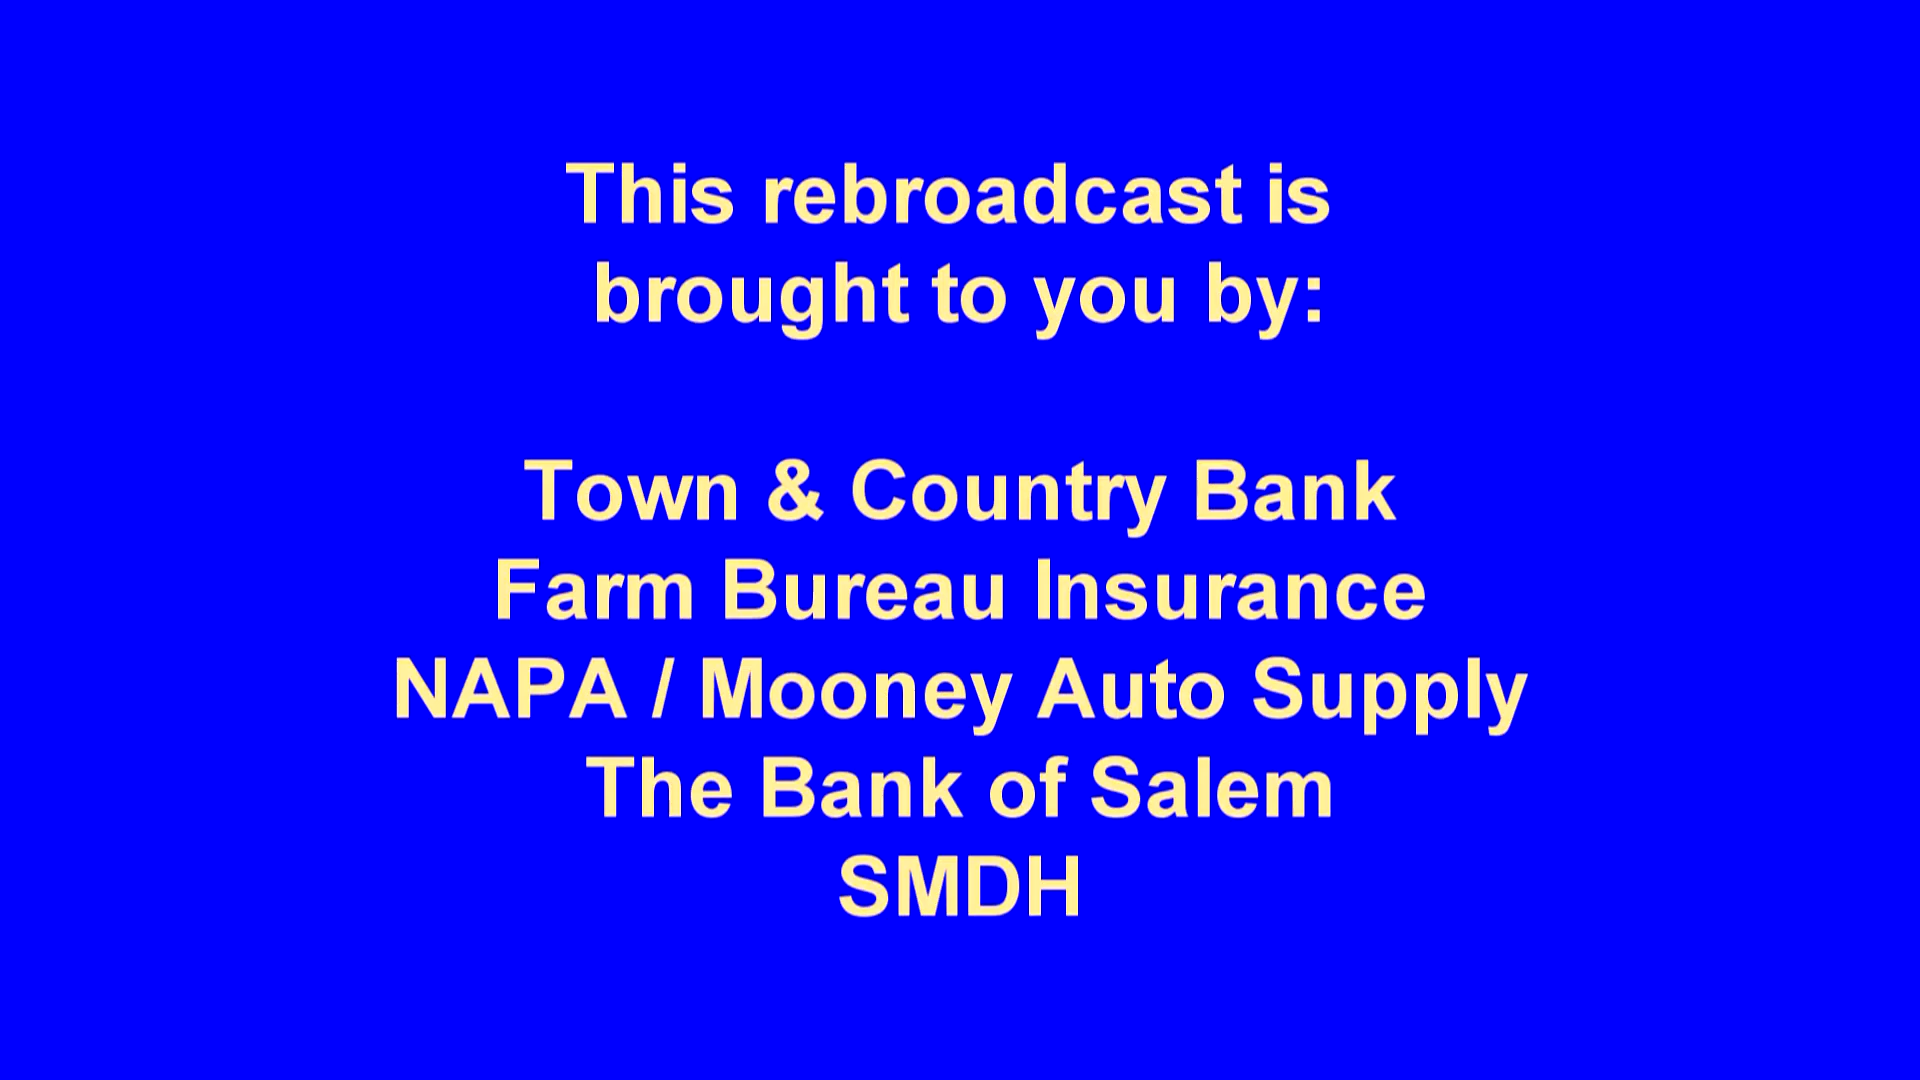 This rebroadcast is
brought to you by:
Town & Country Bank
Farm Bureau Insurance
NAPA / Mooney Auto Supply
The Bank of Salem
SMDH